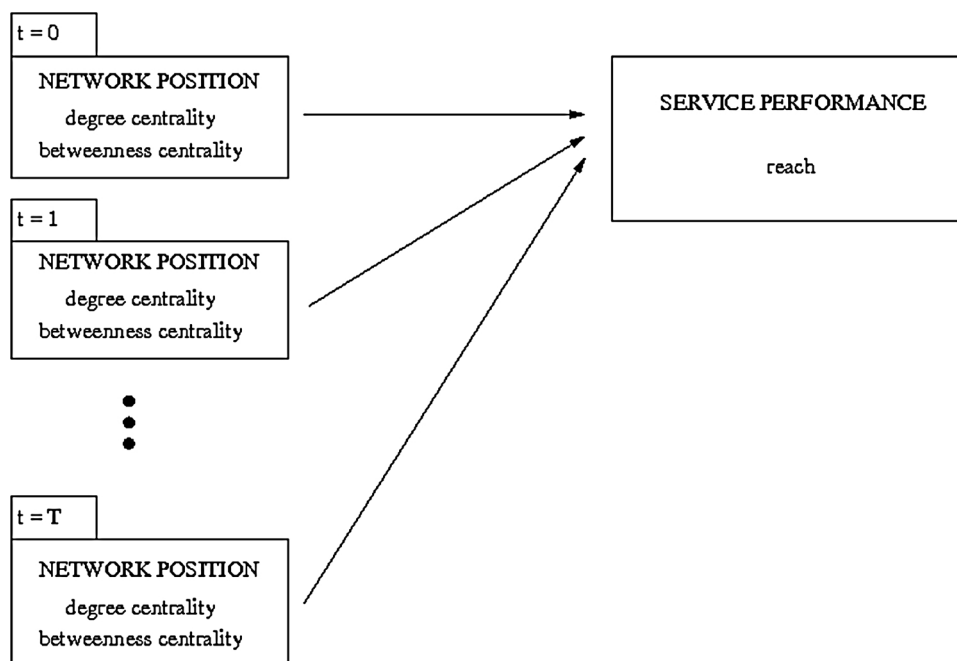 t = 0
NETWORK POSITION
degree centrality
betweenness centrality
SERVICE PERFORMANCE
reach
t = 1
NETWORK POSITION
degree centrality
betweenness centrality
t = T
NETWORK POSITION
degree centrality
betweenness centrality